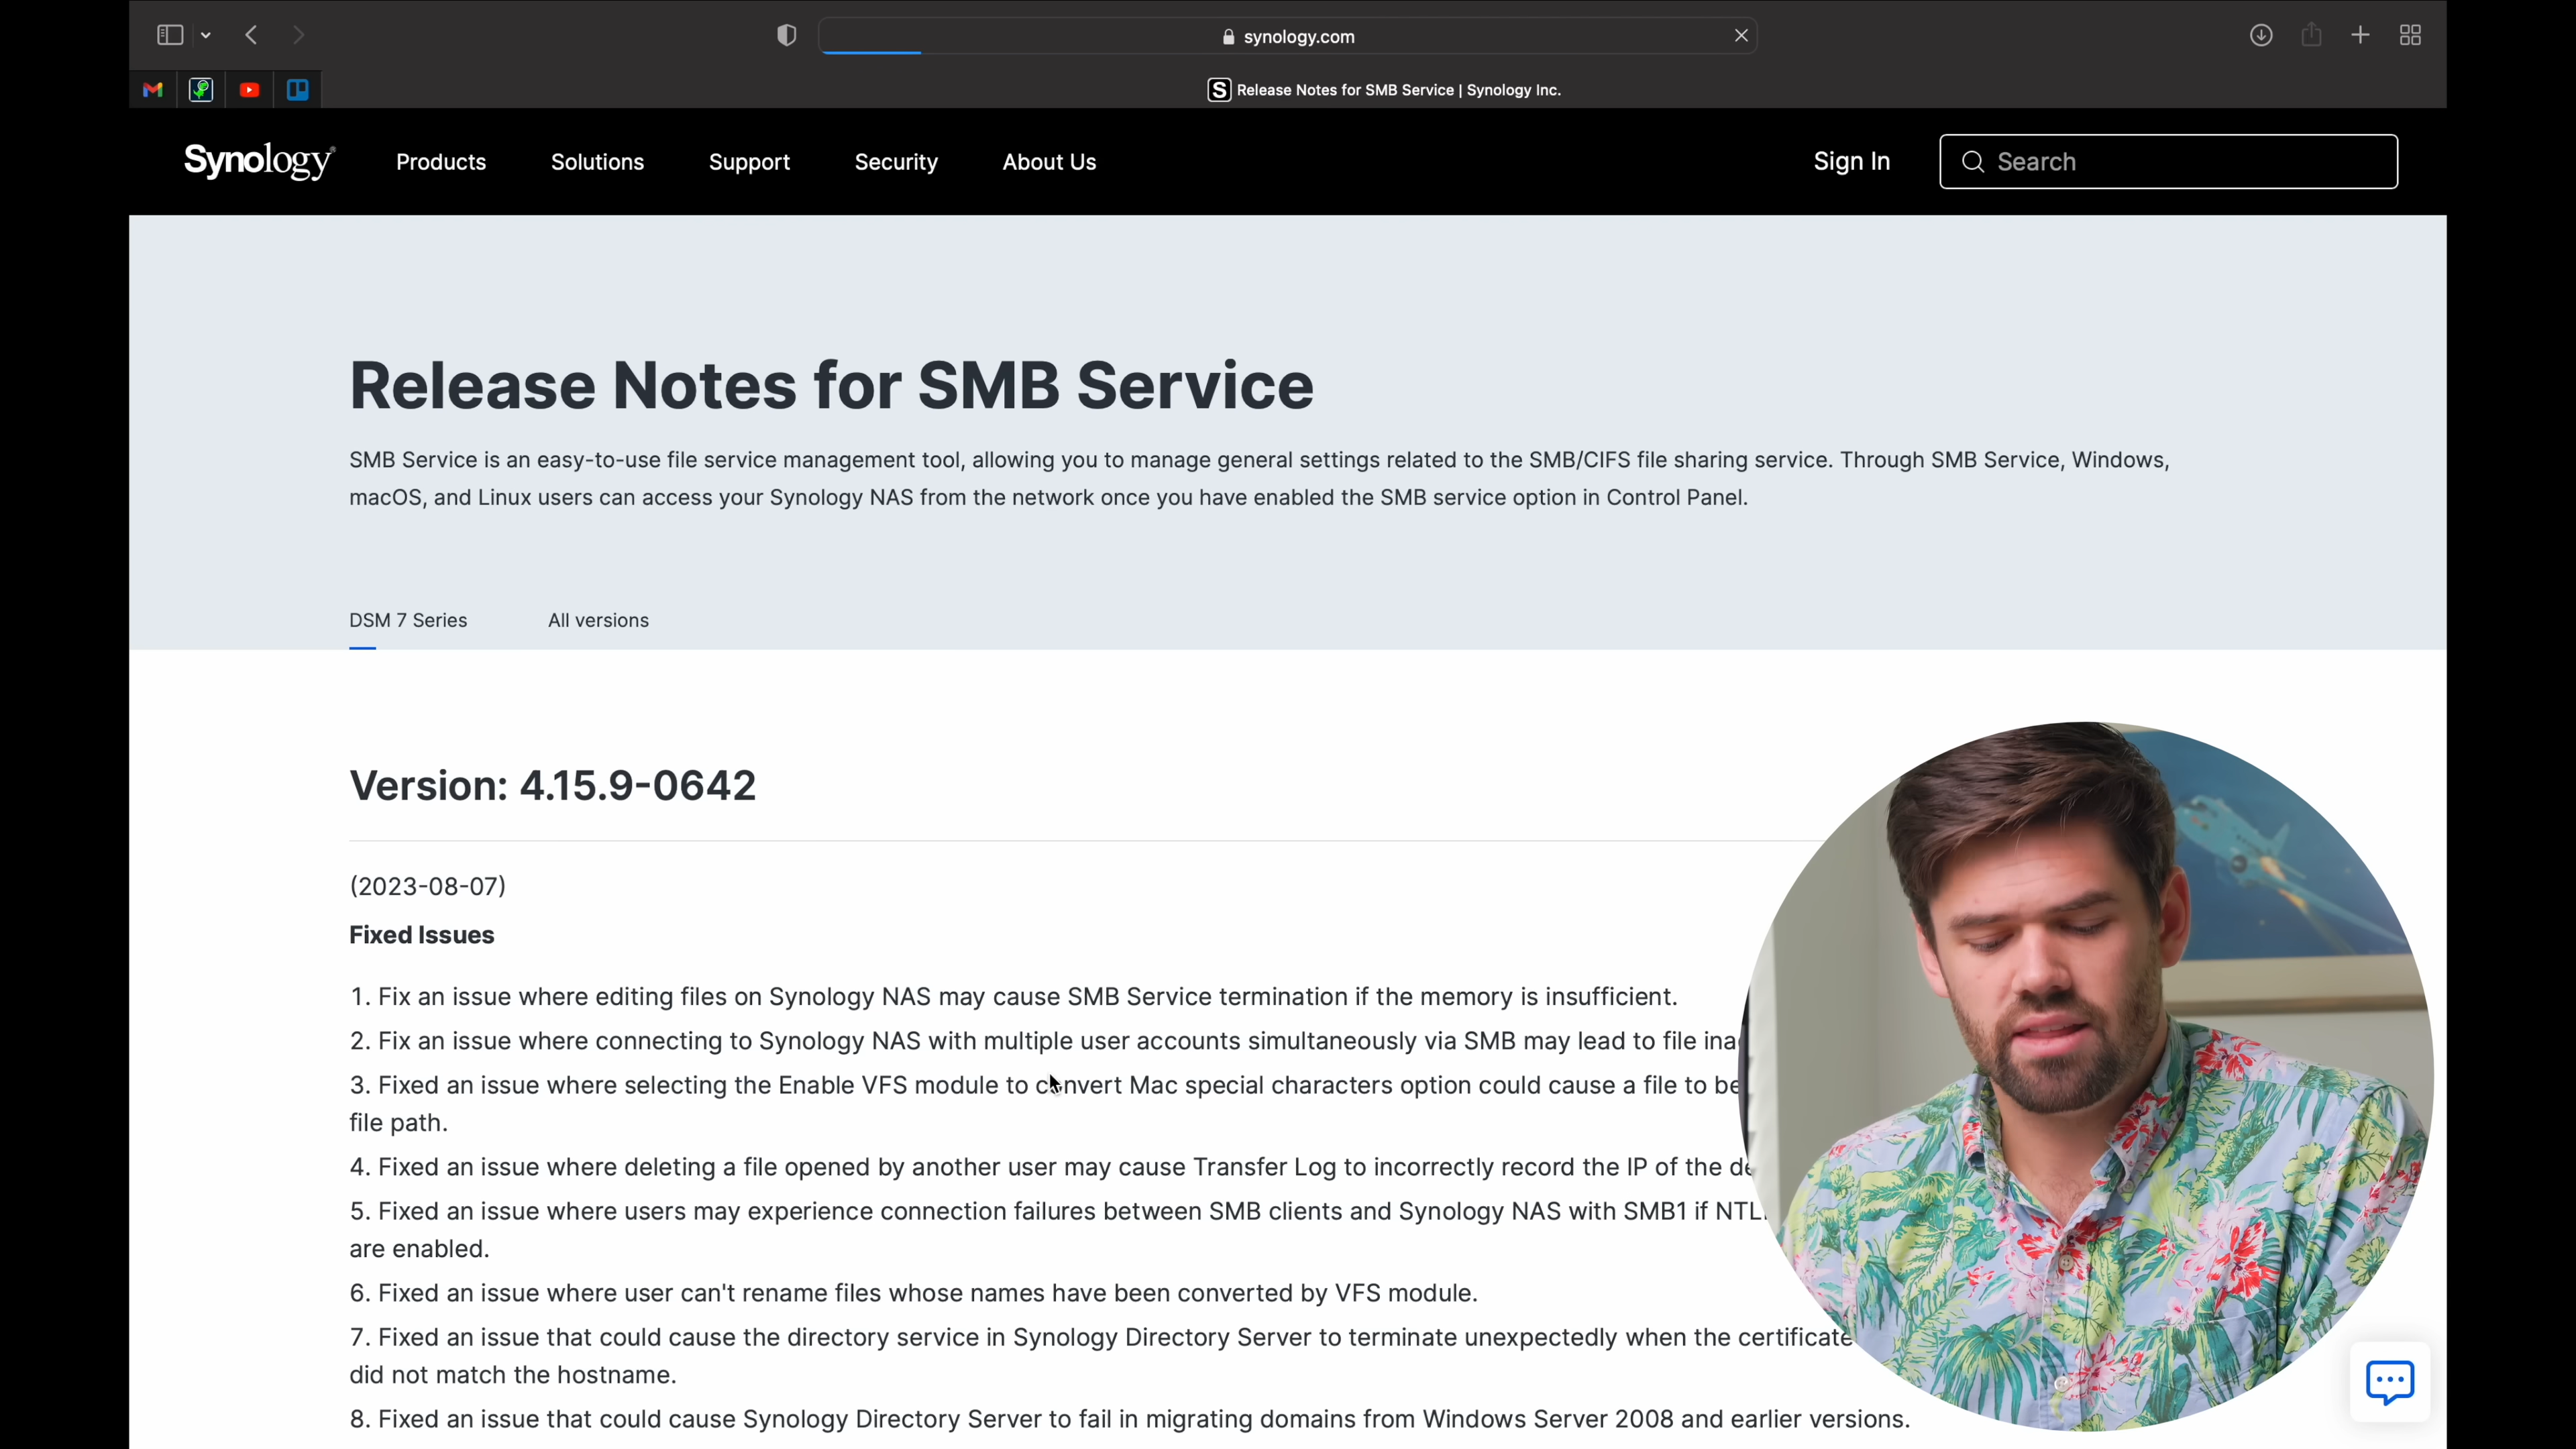 synology.com
S Release Notes for SMB Service | Synology Inc.
Synology® Products Solutions Support Security About Us Sign In Search
Release Notes for SMB Service
SMB Service is an easy-to-use file service management tool, allowing you to manage general settings related to the SMB/CIFS file sharing service. Through SMB Service, Windows,
macOS, and Linux users can access your Synology NAS from the network once you have enabled the SMB service option in Control Panel.
DSM 7 Series All versions
Version: 4.15.9-0642
(2023-08-07)
Fixed Issues
1. Fix an issue where editing files on Synology NAS may cause SMB Service termination if the memory is insufficient.
2. Fix an issue where connecting to Synology NAS with multiple user accounts simultaneously via SMB may lead to file
3. Fixed an issue where selecting the Enable VFS module to convert Mac special characters option could cause a file to be
file path.
4. Fixed an issue where deleting a file opened by another user may cause Transfer Log to incorrectly record the IP of the
5. Fixed an issue where users may experience connection failures between SMB clients and Synology NAS with SMB1 if
are enabled.
6. Fixed an issue where user can't rename files whose names have been converted by VFS module.
7. Fixed an issue that could cause the directory service in Synology Directory Server to terminate unexpectedly when the certificate
did not match the hostname.
8. Fixed an issue that could cause Synology Directory Server to fail in migrating domains from Windows Server 2008 and earlier versions.